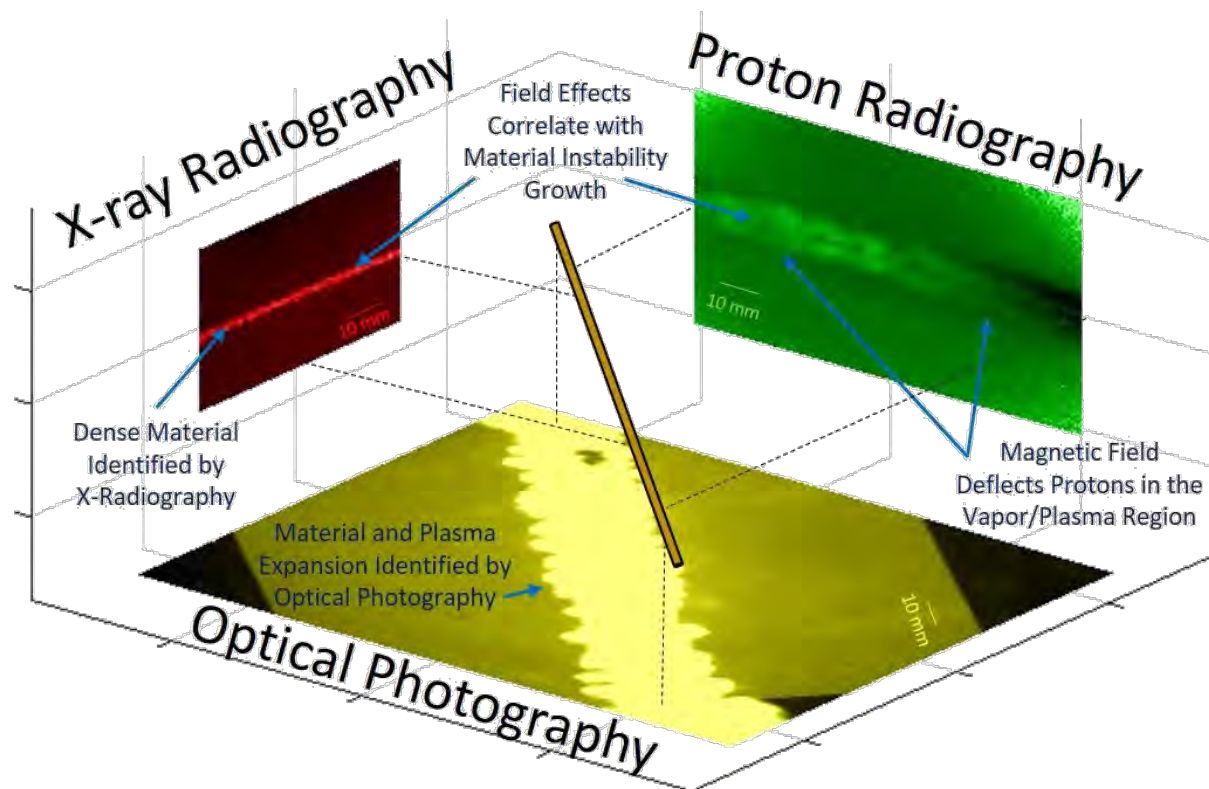 X-ray Radiography
Proton Radiography
Field Effects
Correlate with
Material Instability
Growth
10 mm
10 mm
Dense Material
Identified by
X-Radiography
Magnetic Field
Deflects Protons in the
Vapor/Plasma Region
Material and Plasma
Expansion Identified by
Optical Photography
10 mm
Optical Photography